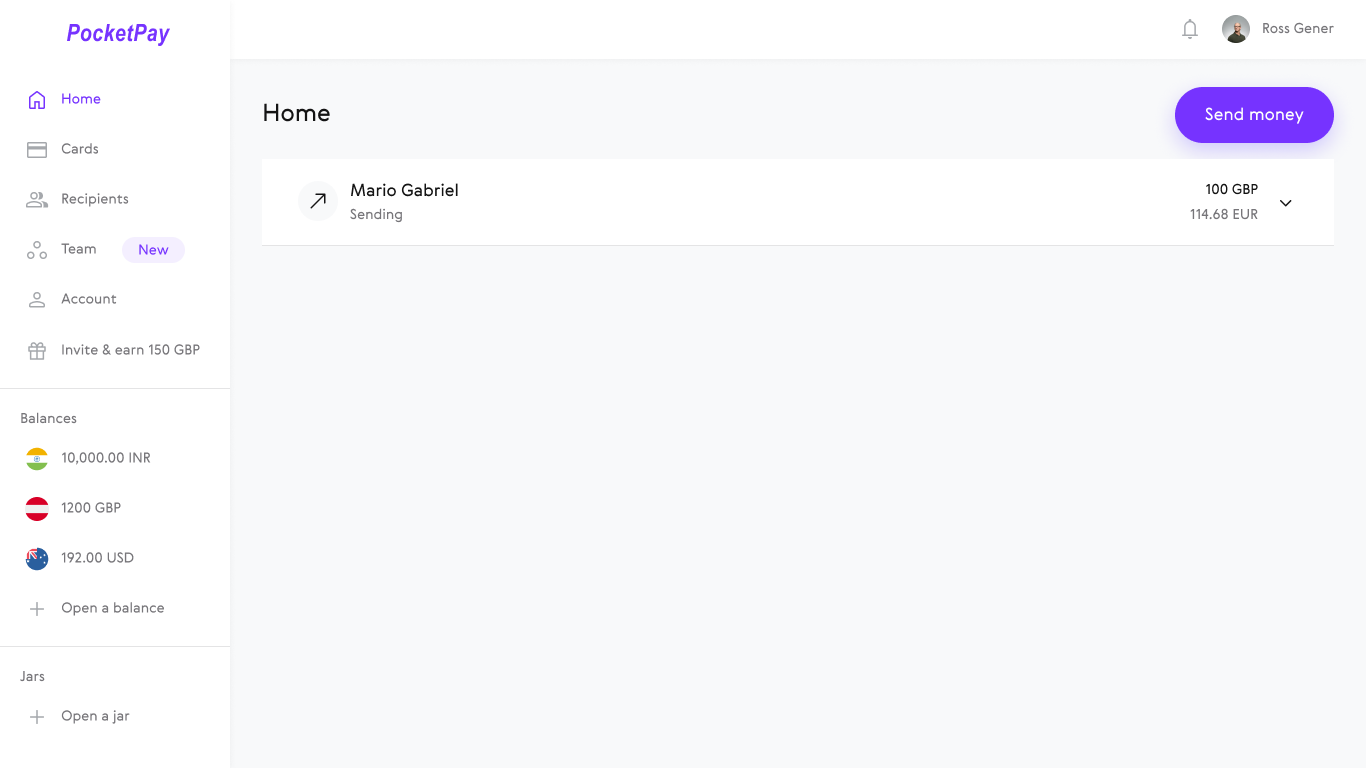 PocketPay
Ross Gener
Home
Cards
Recipients
Team New
Account
Invite & earn 150 GBP
Balances
10,000.00 INR
1200 GBP
192.00 USD
Open a balance
Jars
Open a jar
Home
Send money
Mario Gabriel
Sending
100 GBP
114.68 EUR